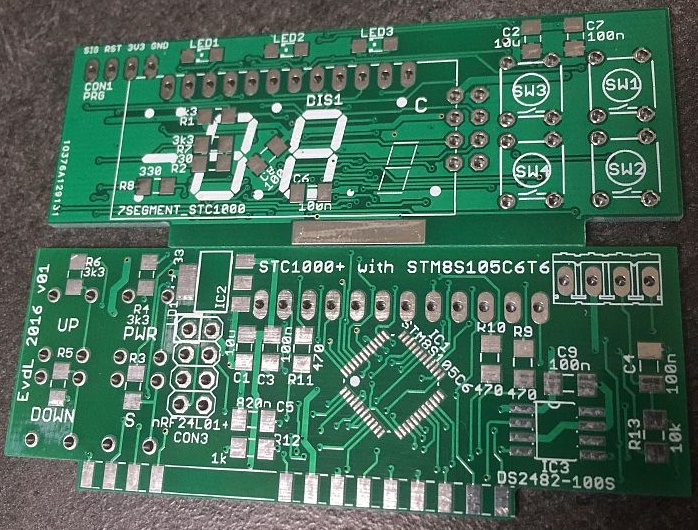 SIG RST 3V3 GND
LED1
LED2
LED3
C2
10u
C7
100n
CON1
PRG
DIS1
C
SW3
SW1
SW4
SW2
3k3
R1
3k3
R7
330
R2
330
R8
C6
100n
7SEGMENT_STC1000
R6
3k3
EvdL 2016 v01
UP
R4
3k3
PWR
IC2
STC1000+ with STM8S105C6T6
R5
R3
DOWN
S
nRF24L01+
CON3
10u
C1
C3
100n
R11
470
820n
C5
R12
1k
IC1
STM8S105C6
R10
R9
470
470
C9
100n
C4
100n
R13
10k
IC3
DS2482-100S